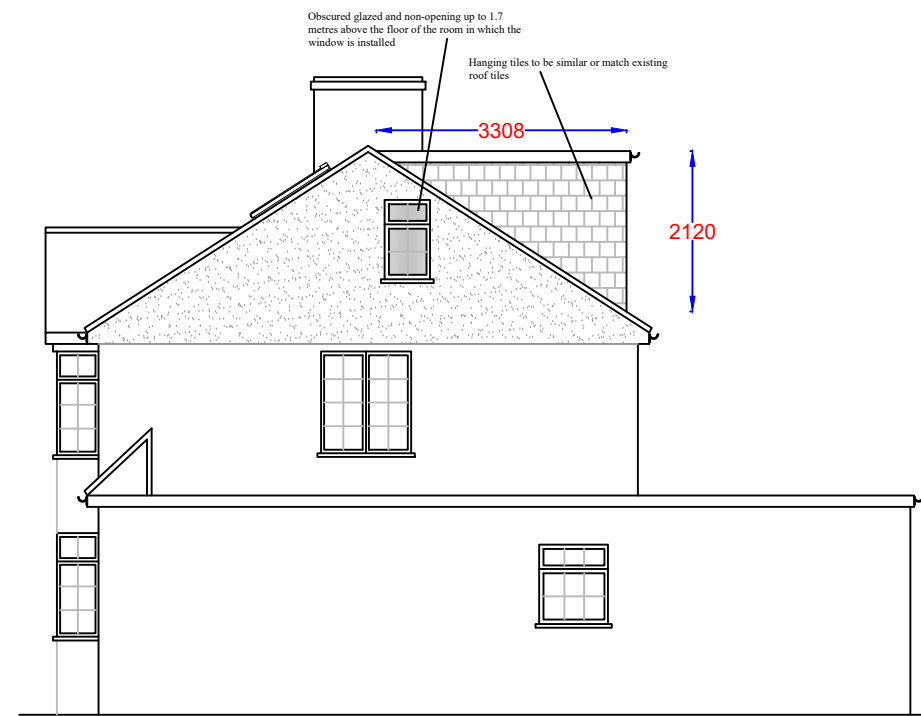 Obscured glazed and non-opening up to 1.7
metres above the floor of the room in which the
window is installed
Hanging tiles to be similar or match existing
roof tiles
3308
2120